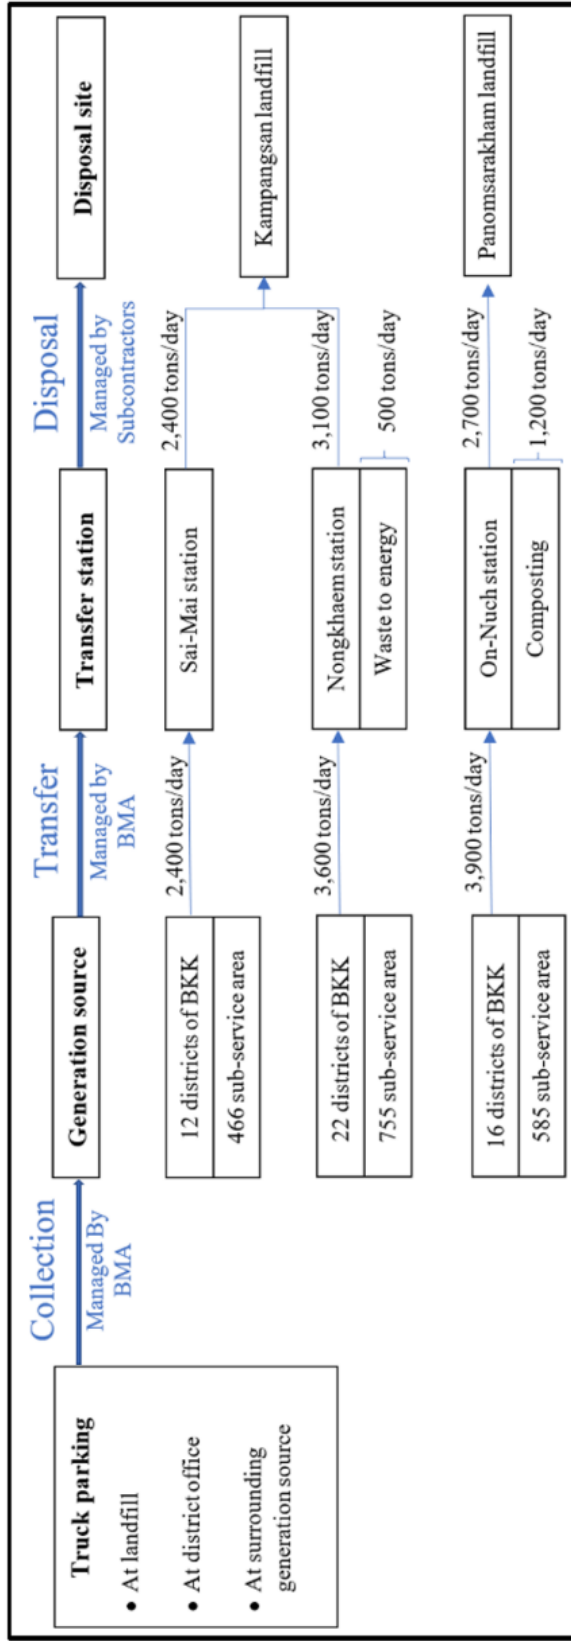 Truck parking
• At landfill
• At district office
• At surrounding
generation source
Collection
Managed By
BMA
Generation source
Transfer
Managed by
BMA
Transfer station
Disposal
Managed by
Subcontractors
Disposal site
12 districts of BKK
466 sub-service area
2,400 tons/day
Sai-Mai station
2,400 tons/day
Kampangsan landfill
22 districts of BKK
755 sub-service area
3,600 tons/day
Nongkhaem station
Waste to energy
3,100 tons/day
500 tons/day
16 districts of BKK
585 sub-service area
3,900 tons/day
On-Nuch station
Composting
2,700 tons/day
1,200 tons/day
Panomsarakham landfill